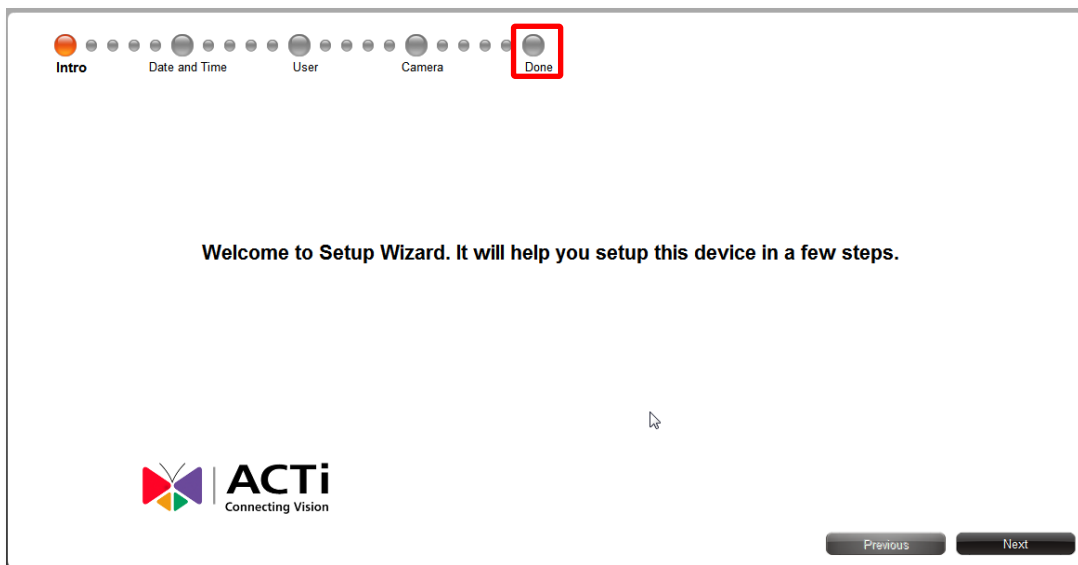 Intro
Date and Time
User
Camera
Done
Welcome to Setup Wizard. It will help you setup this device in a few steps.
ACTi
Connecting Vision
Previous
Next